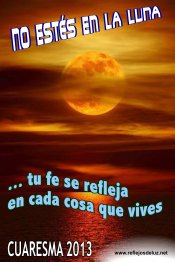 NO ESTÉS EN LA LUNA
... tu fe se refleja
en cada cosa que vives
CUARESMA 2013
www.reflejosdeluz.net